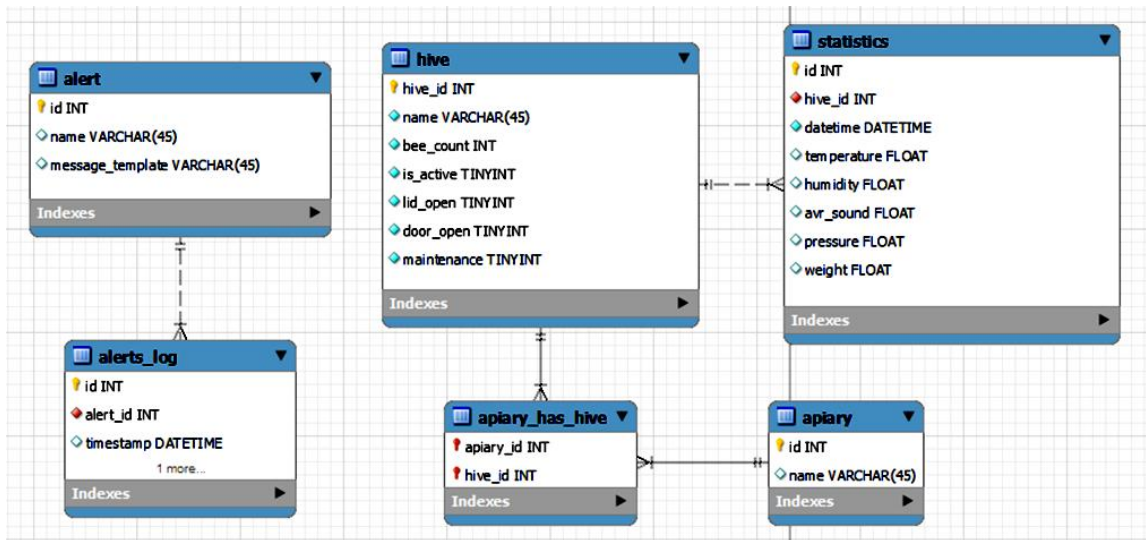 alert
id INT
name VARCHAR(45)
message_template VARCHAR(45)
Indexes
hive
hive_id INT
name VARCHAR(45)
bee_count INT
is_active TINYINT
lid_open TINYINT
door_open TINYINT
maintenance TINYINT
Indexes
statistics
id INT
hive_id INT
datetime DATETIME
temperature FLOAT
humidity FLOAT
avr_sound FLOAT
pressure FLOAT
weight FLOAT
Indexes
alerts_log
id INT
alert_id INT
timestamp DATETIME
1 more...
Indexes
apiary_has_hive
apiary_id INT
hive_id INT
Indexes
apiary
id INT
name VARCHAR(45)
Indexes